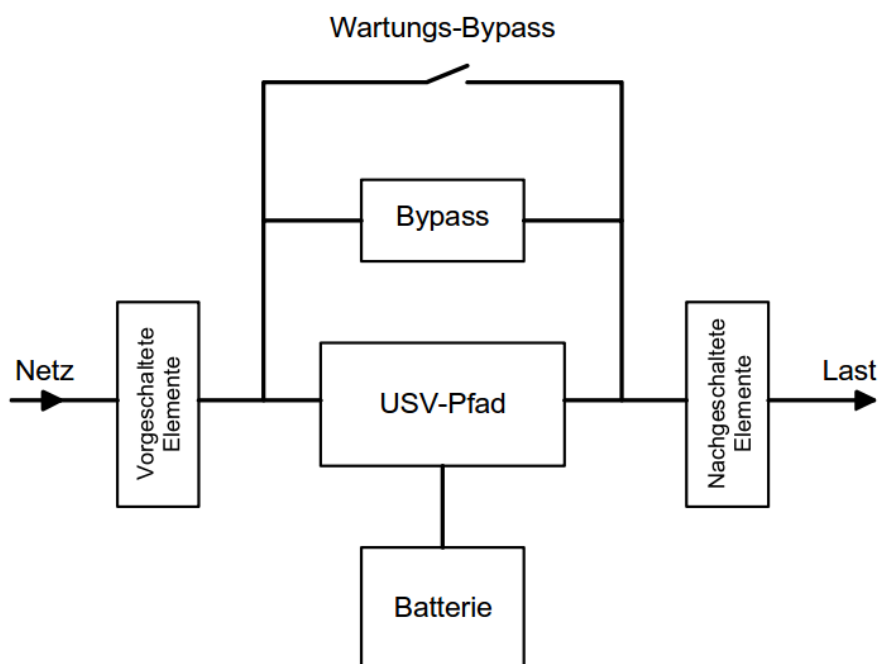 Wartungs-Bypass
Bypass
Netz
Vorgeschaltete
Elemente
USV-Pfad
Nachgeschaltete
Elemente
Last
Batterie